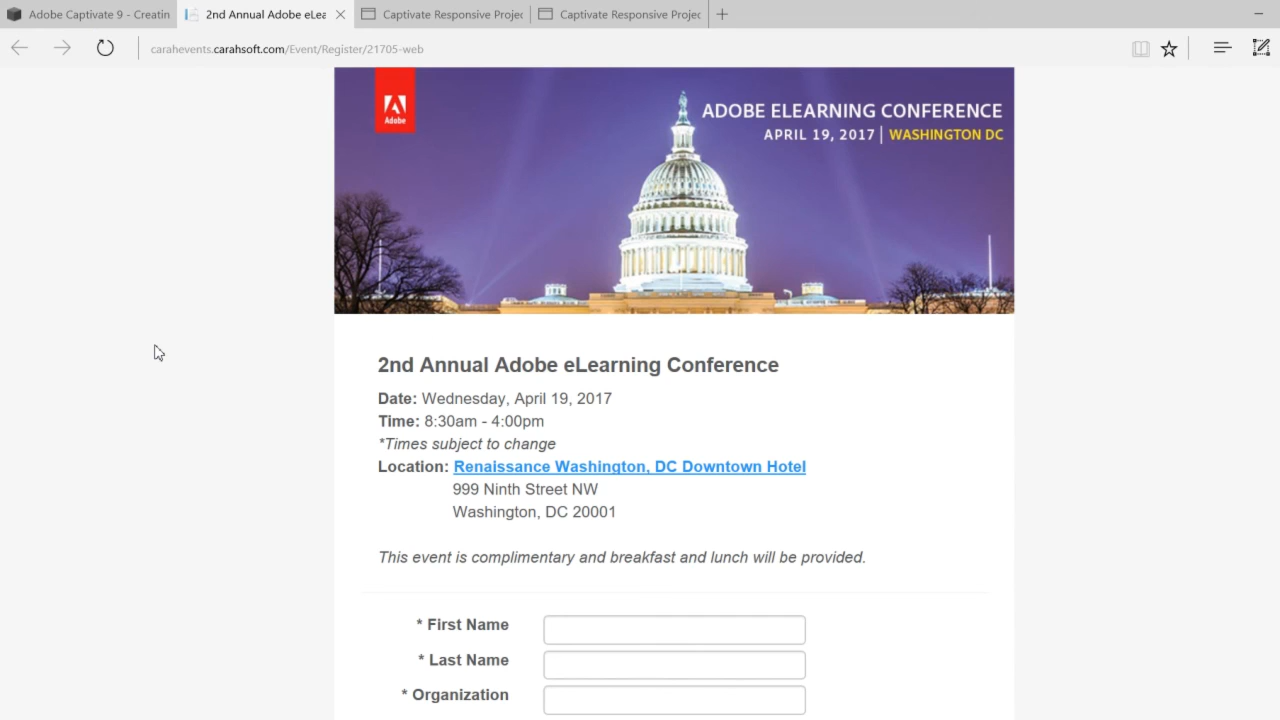 Adobe Captivate 9 - Creatin
2nd Annual Adobe eLea
Captivate Responsive Projec
Captivate Responsive Projec
carahevents.carahsoft.com/Event/Register/21705-web
Adobe
ADOBE ELEARNING CONFERENCE
APRIL 19, 2017 | WASHINGTON DC
2nd Annual Adobe eLearning Conference
Date: Wednesday, April 19, 2017
Time: 8:30am - 4:00pm
*Times subject to change
Location: Renaissance Washington, DC Downtown Hotel
999 Ninth Street NW
Washington, DC 20001
This event is complimentary and breakfast and lunch will be provided.
* First Name
* Last Name
* Organization